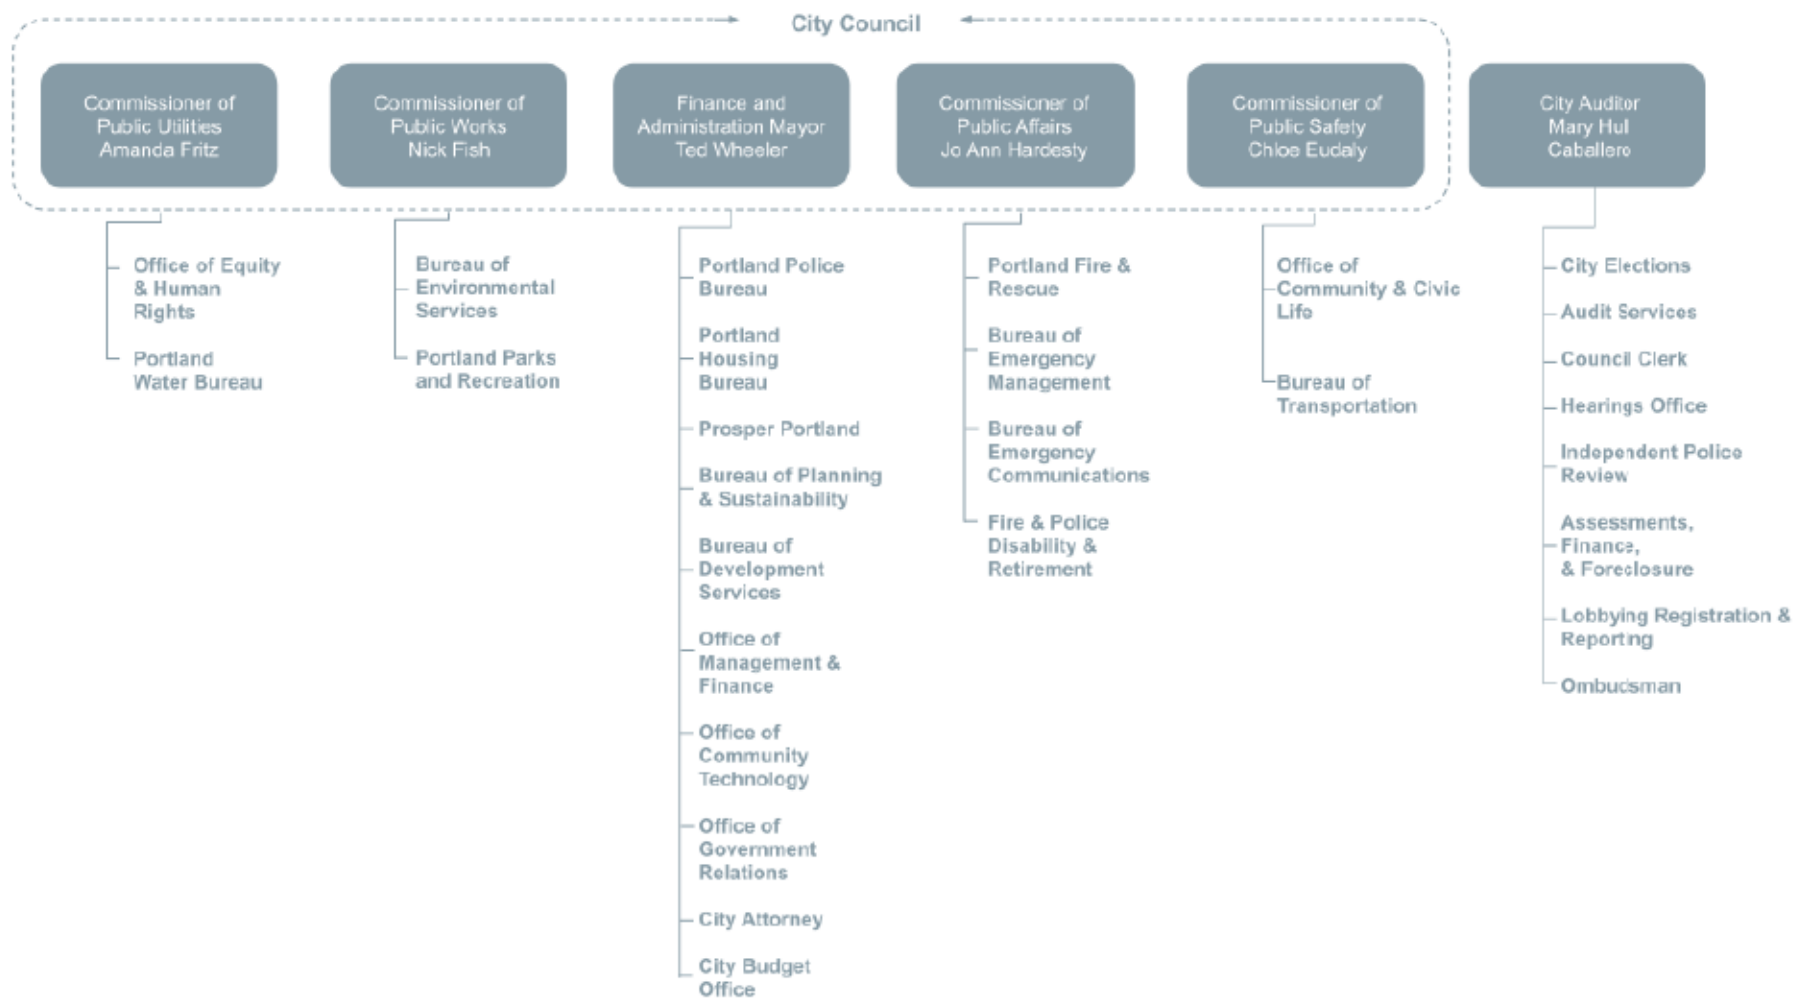 City Council
Commissioner of
Public Utilities
Amanda Fritz
Commissioner of
Public Works
Nick Fish
Finance and
Administration Mayor
Ted Wheeler
Commissioner of
Public Affairs
Jo Ann Hardesty
Commissioner of
Public Safety
Chloe Eudaly
City Auditor
Mary Hul
Caballero
Office of Equity
& Human
Rights
Portland
Water Bureau
Bureau of
Environmental
Services
Portland Parks
and Recreation
Portland Police
Bureau
Portland
Housing
Bureau
Prosper Portland
Bureau of Planning
& Sustainability
Bureau of
Development
Services
Office of
Management &
Finance
Office of
Community
Technology
Office of
Government
Relations
City Attorney
City Budget
Office
Portland Fire &
Rescue
Bureau of
Emergency
Management
Bureau of
Emergency
Communications
Fire & Police
Disability &
Retirement
Office of
Community & Civic
Life
Bureau of
Transportation
City Elections
Audit Services
Council Clerk
Hearings Office
Independent Police
Review
Assessments,
Finance,
& Foreclosure
Lobbying Registration &
Reporting
Ombudsman